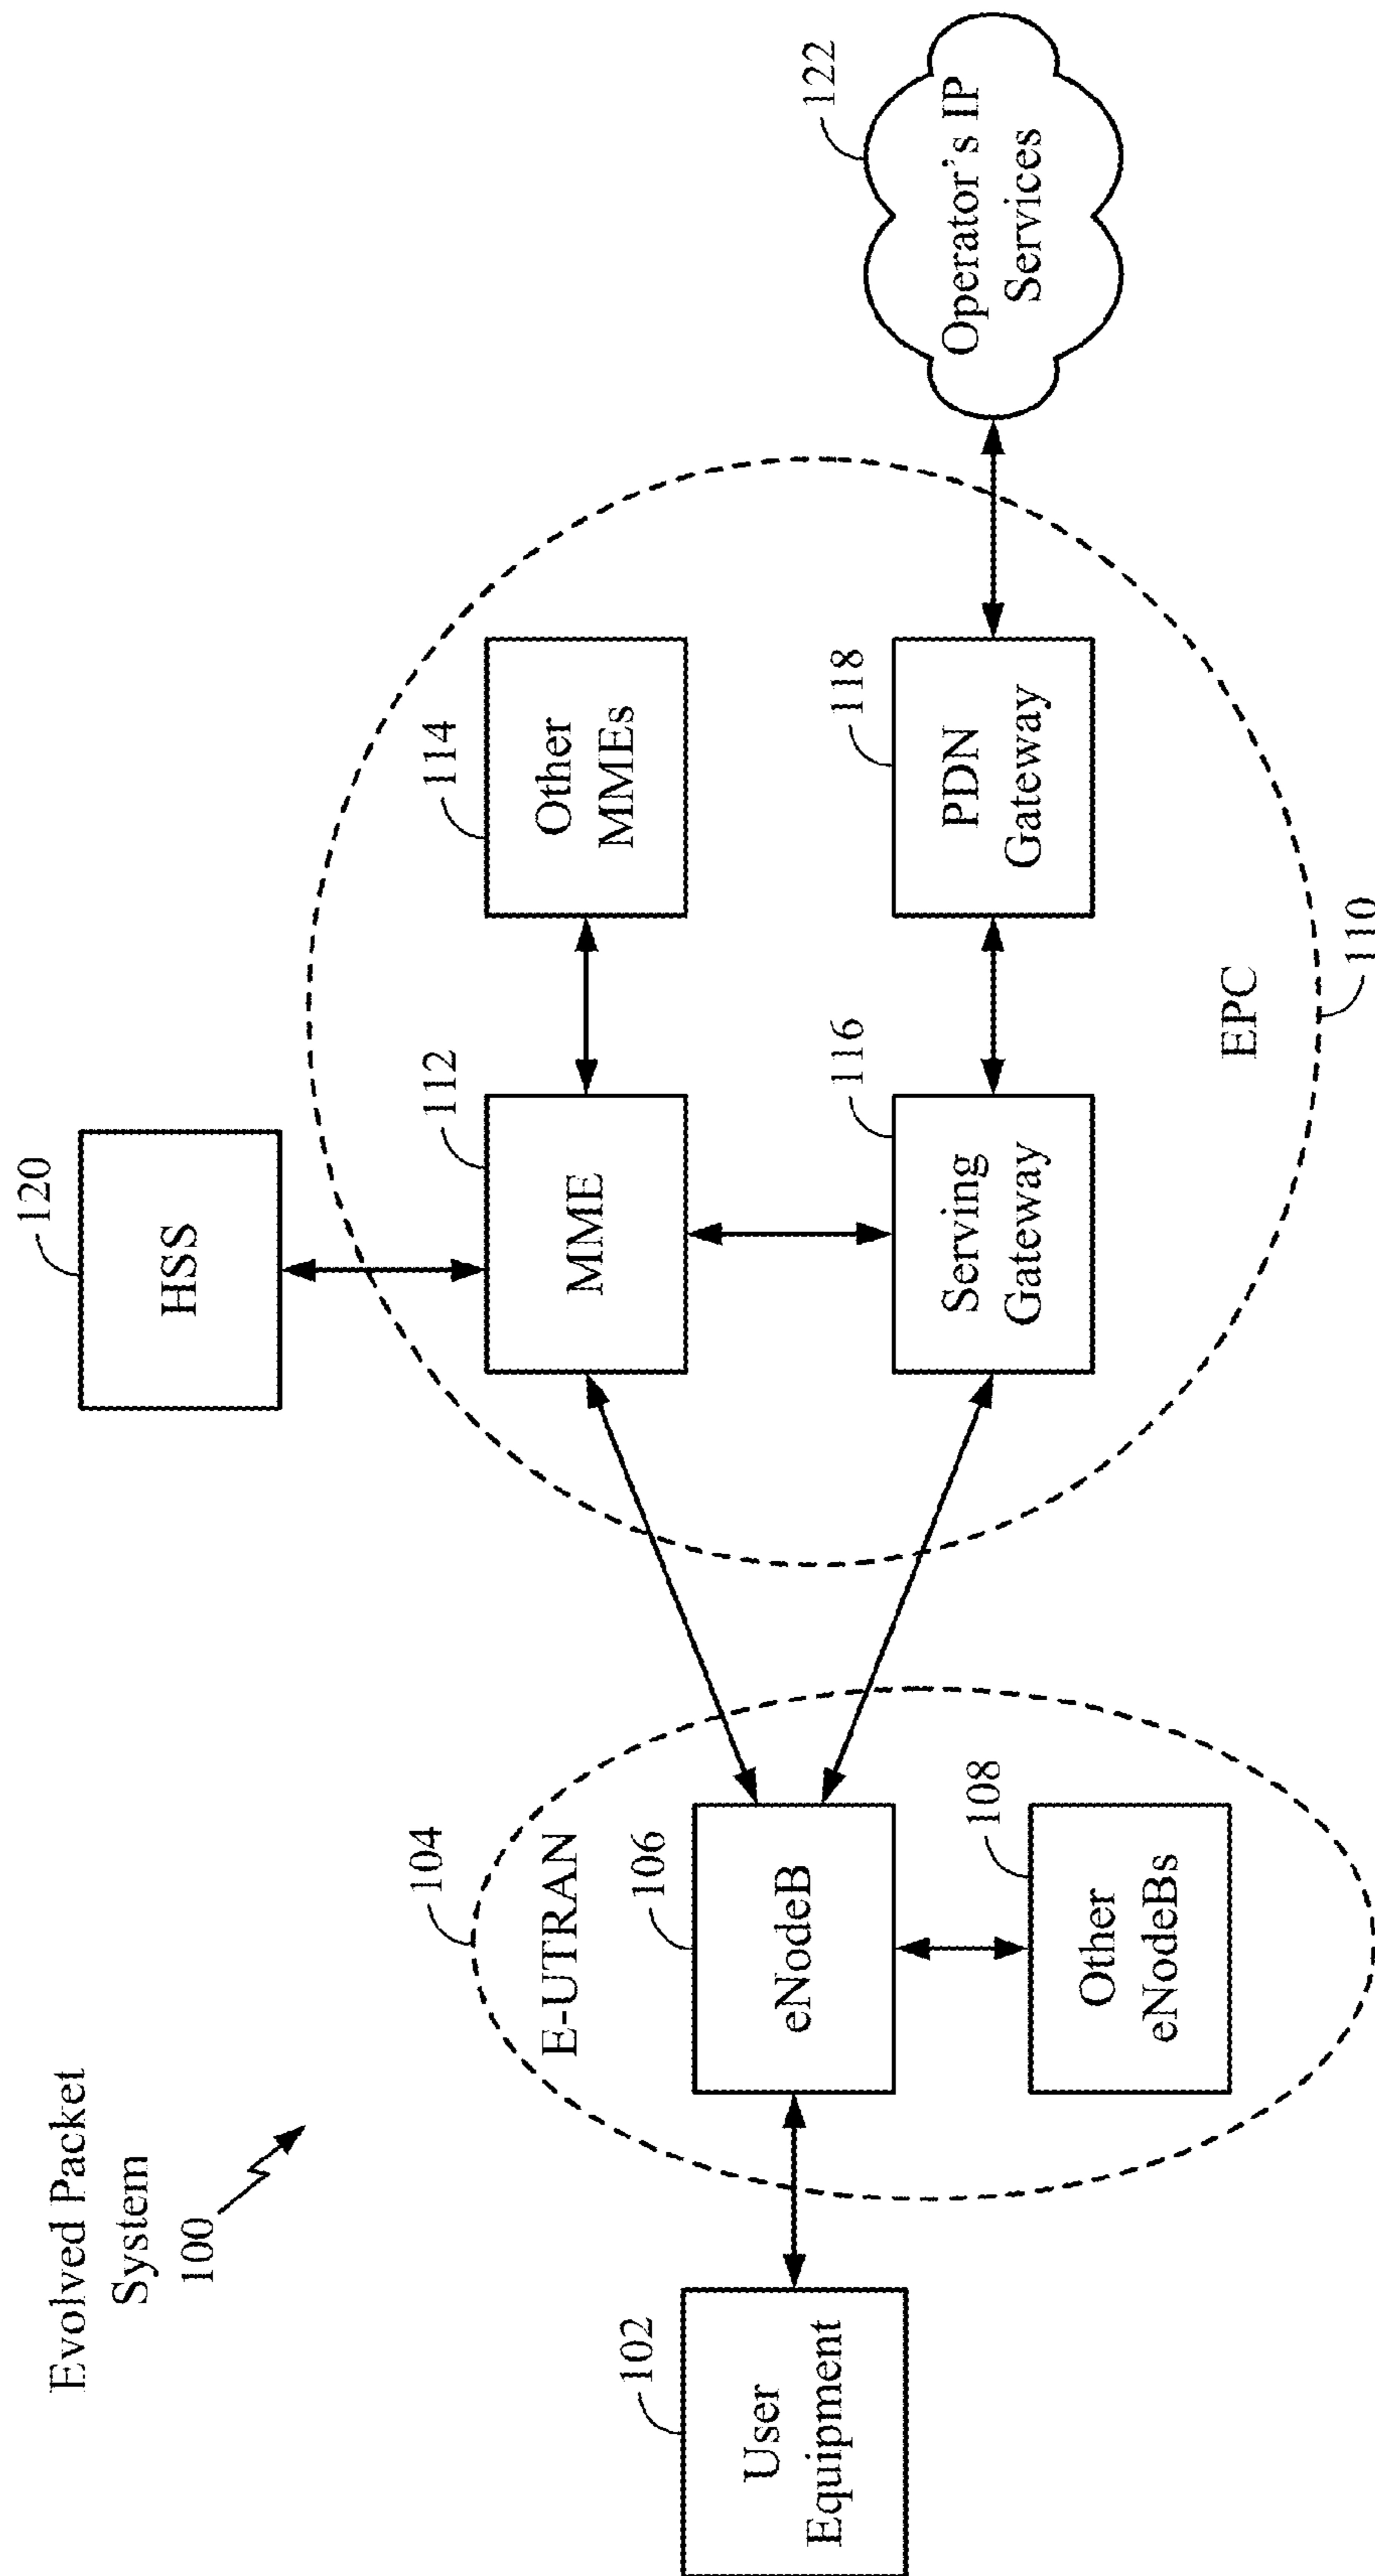 Evolved Packet
System
100
102
User
Equipment
104
E-UTRAN
106
eNodeB
108
Other
eNodeBs
120
HSS
112
MME
114
Other
MMEs
116
Serving
Gateway
118
PDN
Gateway
EPC
110
122
Operator's IP
Services